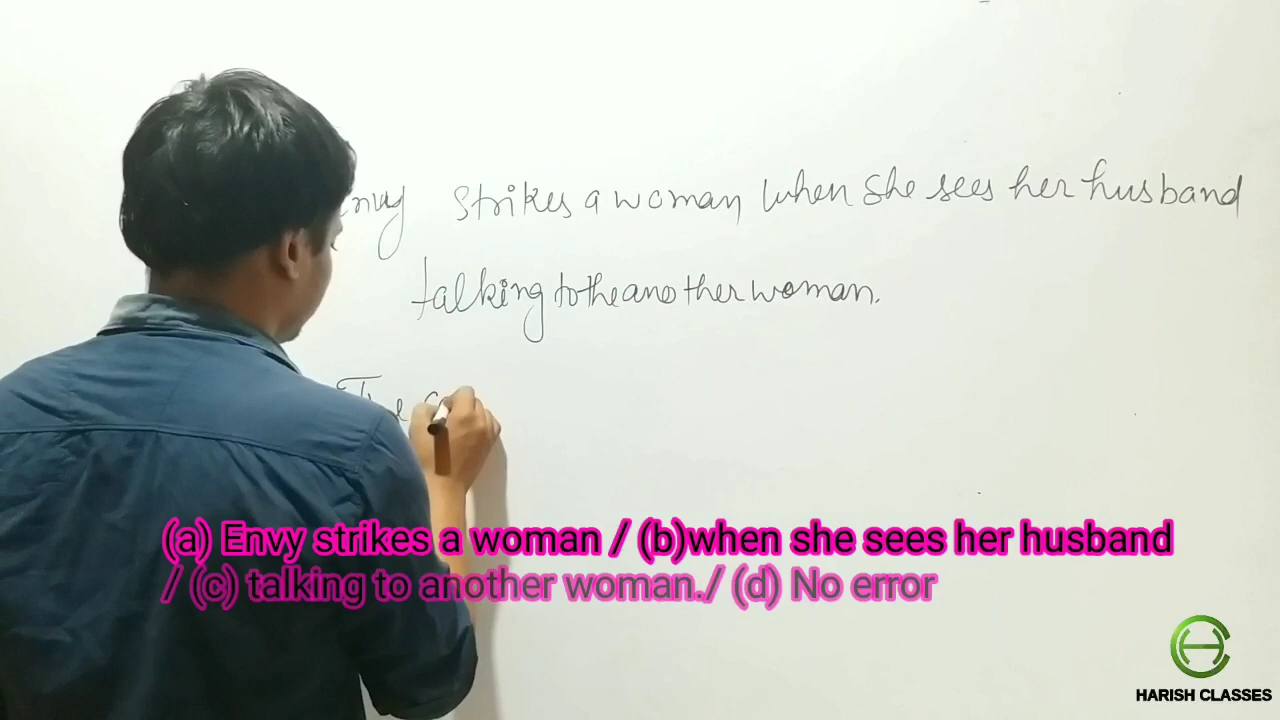 Envy strikes a woman when she sees her husband
talking to the another woman.
(a) Envy strikes a woman / (b)when she sees her husband
/ (c) talking to another woman./ (d) No error
HARISH CLASSES